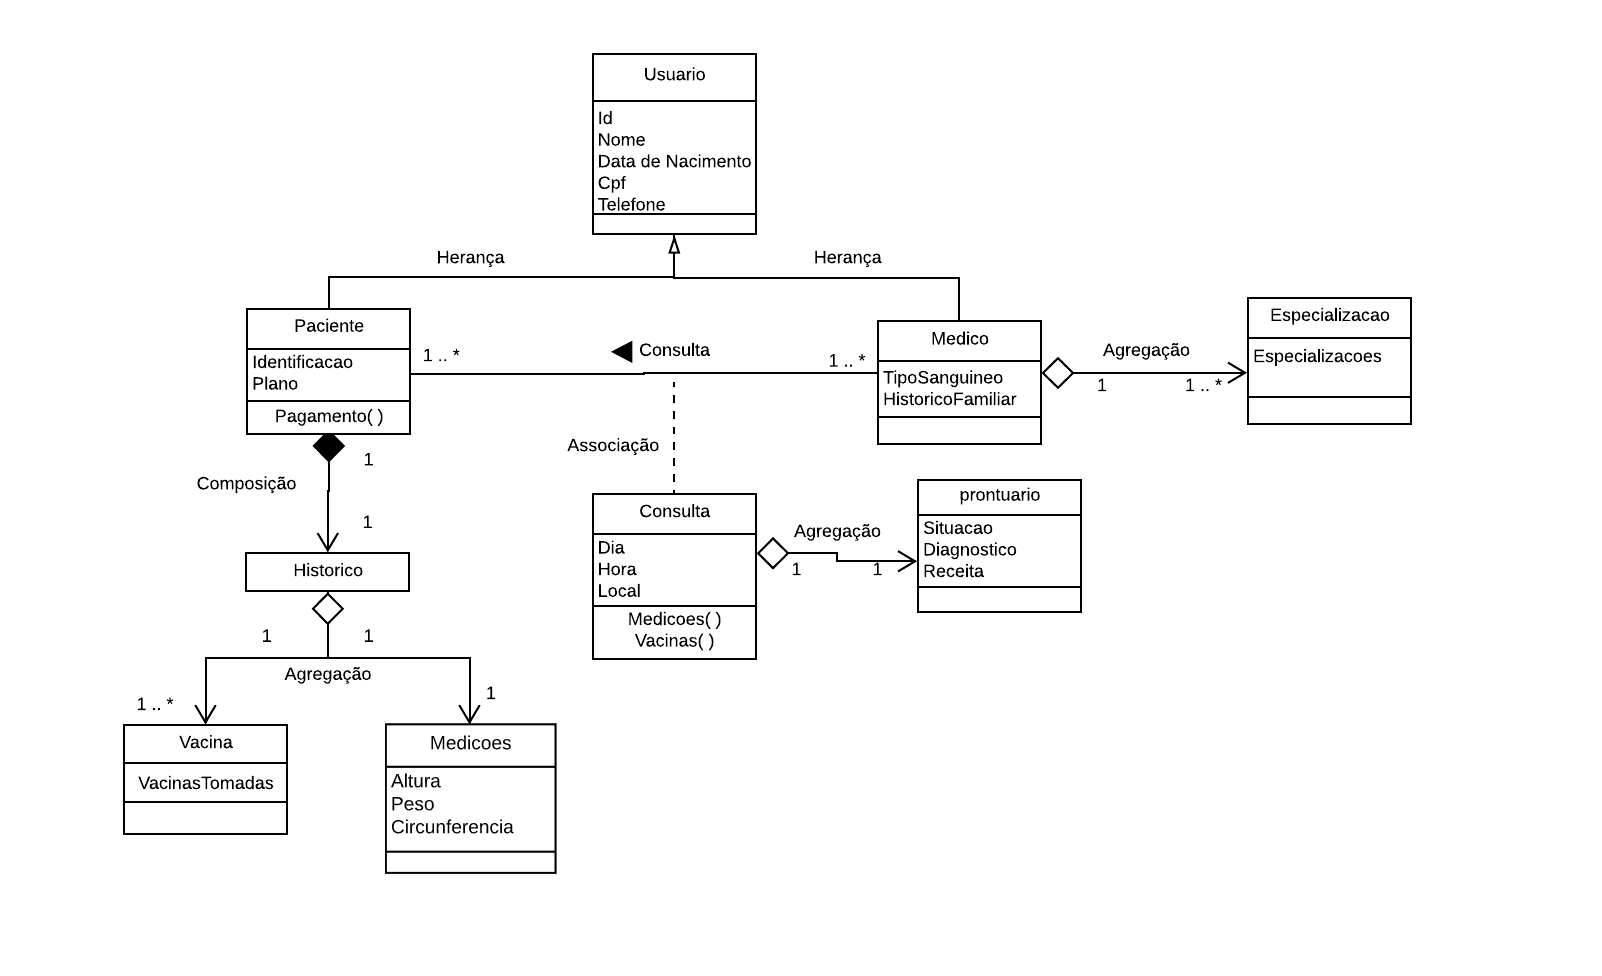 Usuario
Id
Nome
Data de Nacimento
Cpf
Telefone
Herança
Herança
Paciente
Identificacao
Plano
Pagamento( )
1 .. *
Consulta
1 .. *
Medico
TipoSanguineo
HistoricoFamiliar
Agregação
1
1 .. *
Especializacao
Especializacoes
Associação
Composição
1
1
Consulta
Dia
Hora
Local
Medicoes( )
Vacinas( )
Agregação
1
1
prontuario
Situacao
Diagnostico
Receita
Historico
1
1
Agregação
1 .. *
1
Vacina
VacinasTomadas
Medicoes
Altura
Peso
Circunferencia